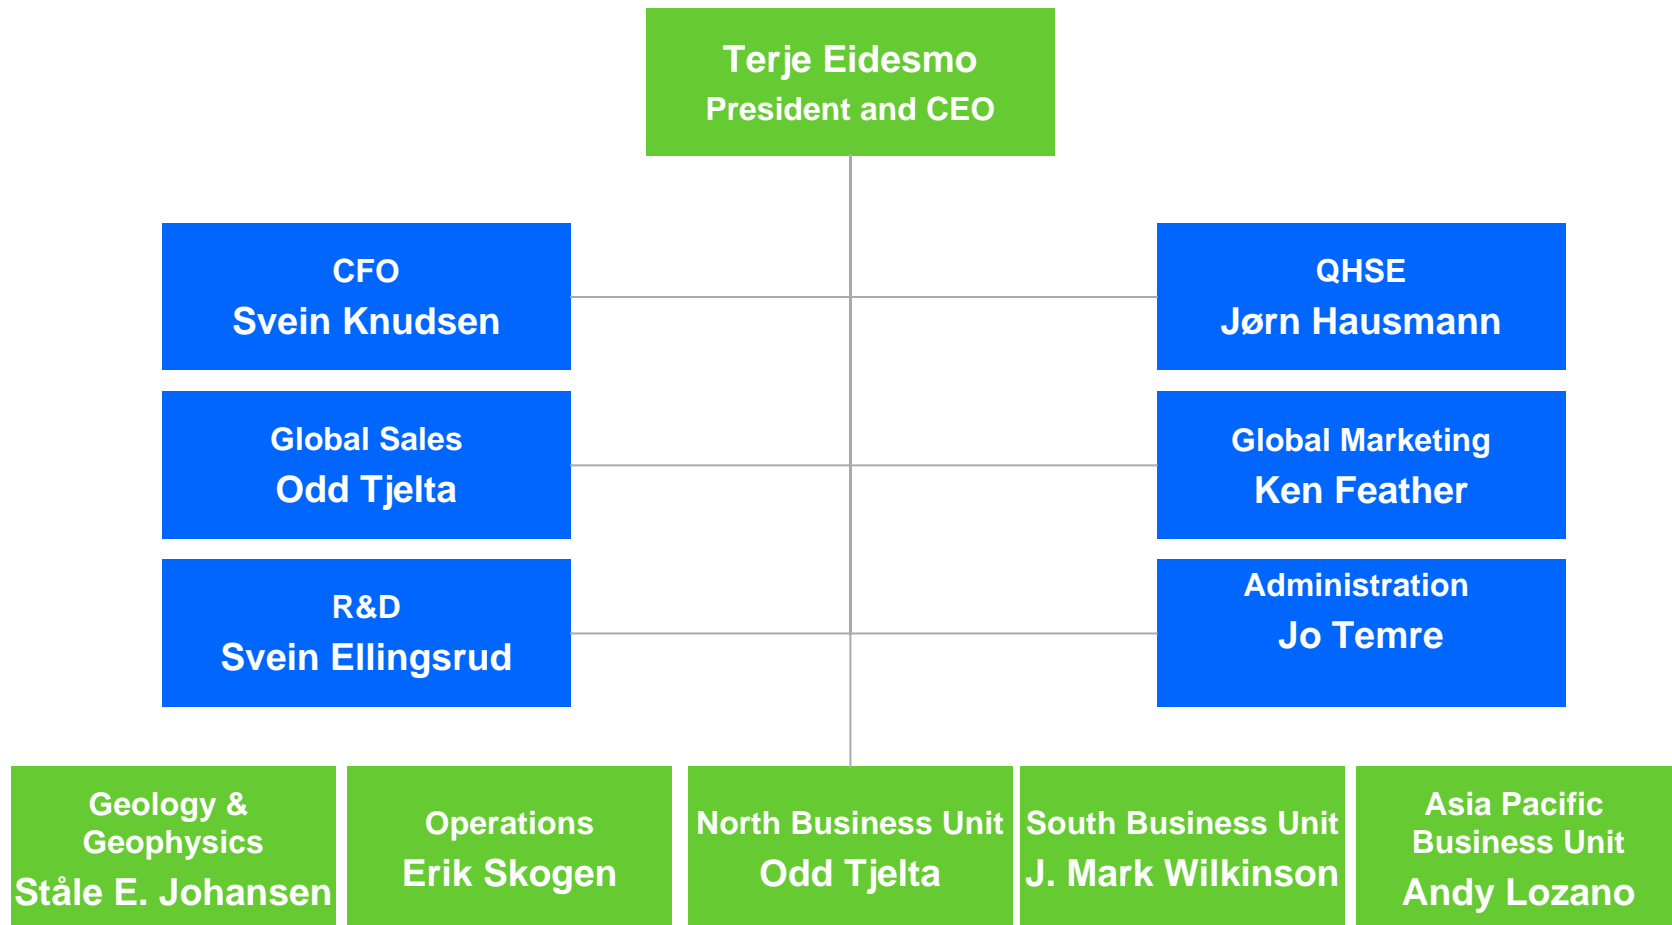 Terje Eidesmo
President and CEO
CFO
Svein Knudsen
QHSE
Jørn Hausmann
Global Sales
Odd Tjelta
Global Marketing
Ken Feather
R&D
Svein Ellingsrud
Administration
Jo Temre
Geology &
Geophysics
Ståle E. Johansen
Operations
Erik Skogen
North Business Unit
Odd Tjelta
South Business Unit
J. Mark Wilkinson
Asia Pacific
Business Unit
Andy Lozano